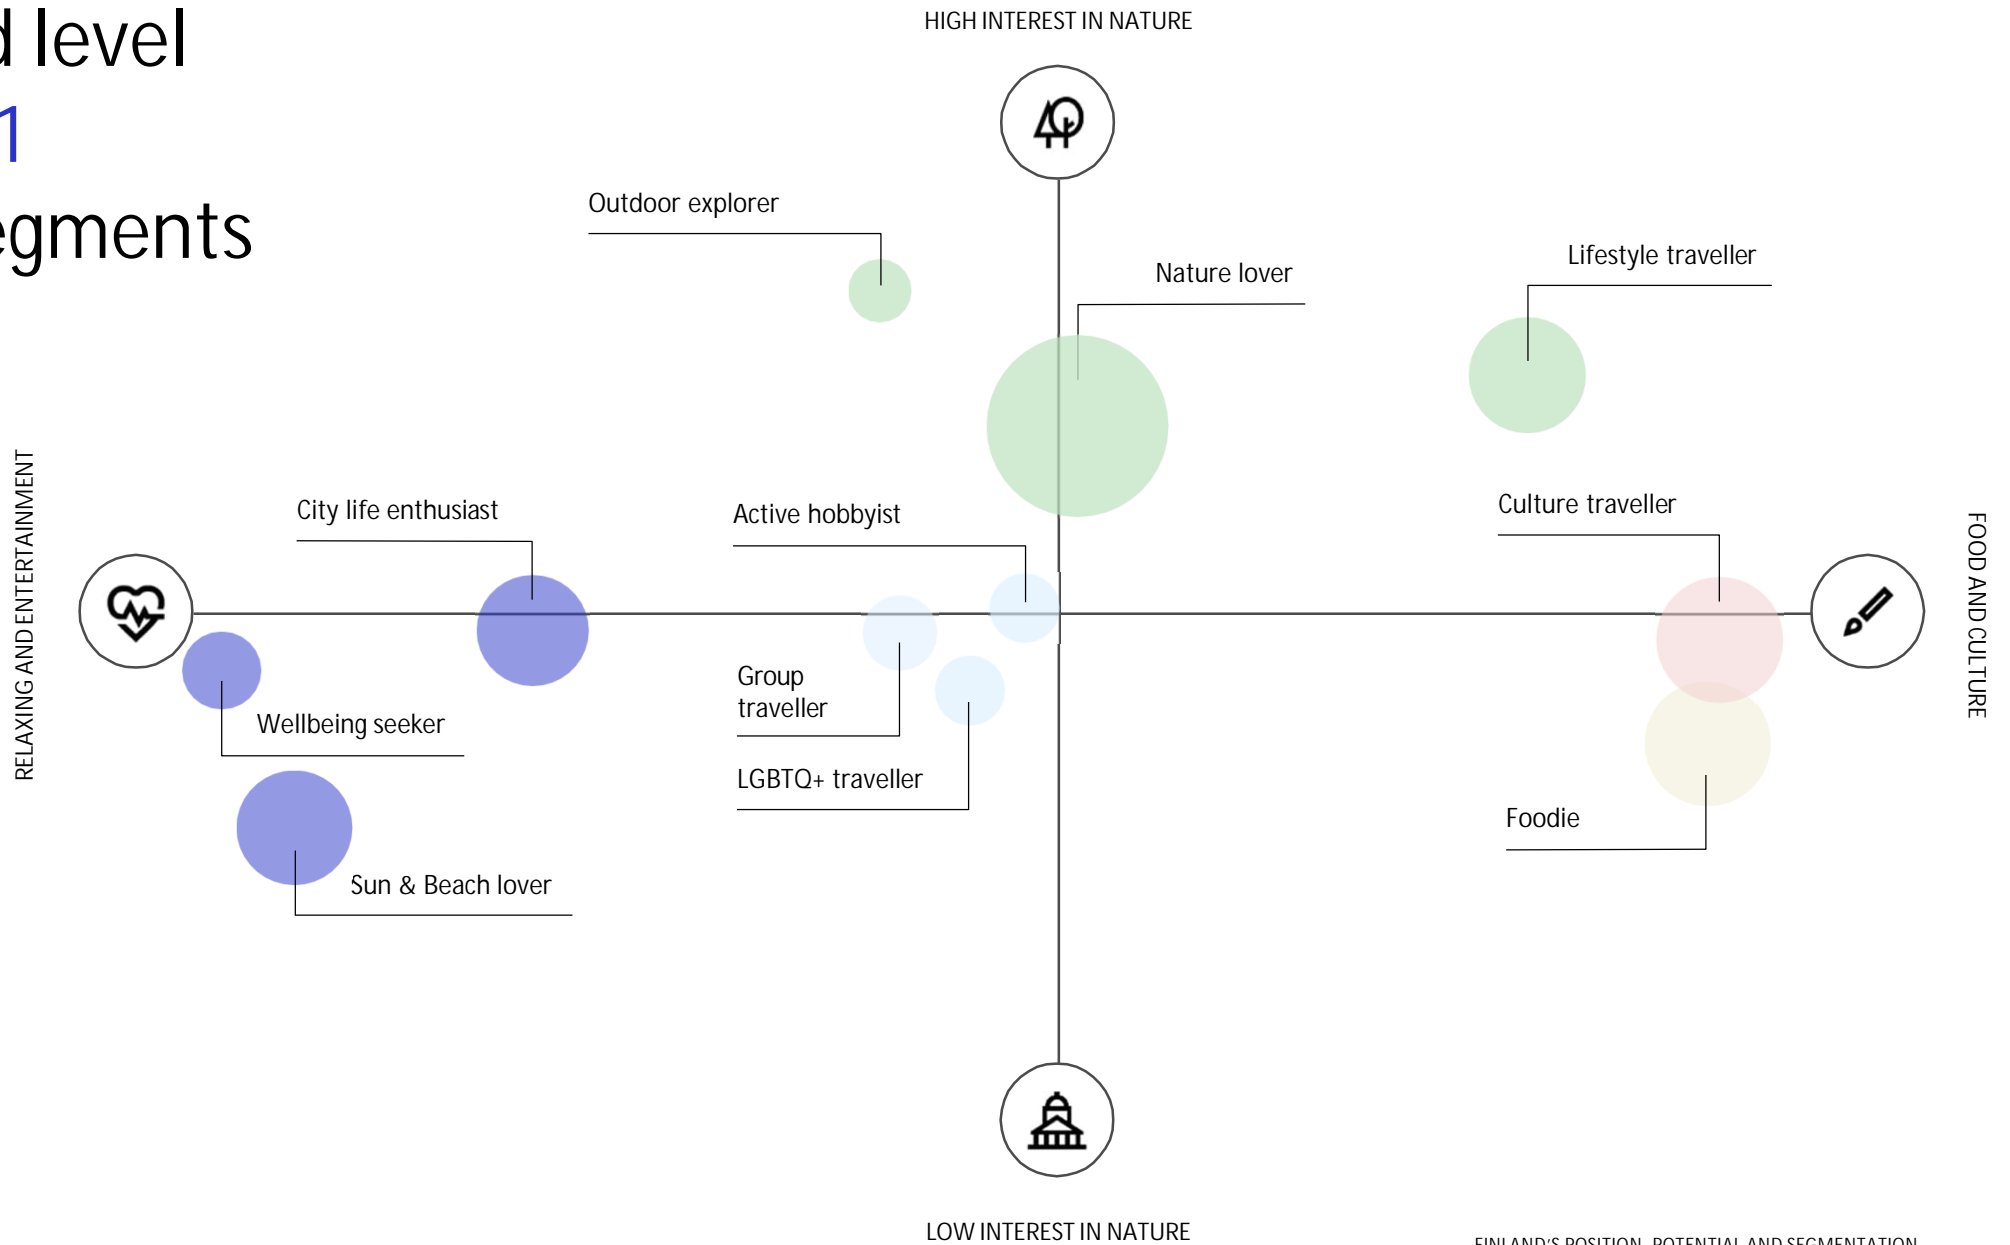 HIGH INTEREST IN NATURE
level
1
Outdoor explorer
Nature lover
Lifestyle traveller
City life enthusiast
Active hobbyist
Culture traveller
RELAXING AND ENTERTAINMENT
FOOD AND CULTURE
Group
traveller
Wellbeing seeker
LGBTQ+ traveller
Foodie
Sun & Beach lover
LOW INTEREST IN NATURE
FINLAND'S POSITION, POTENTIAL AND SEGMENTATION